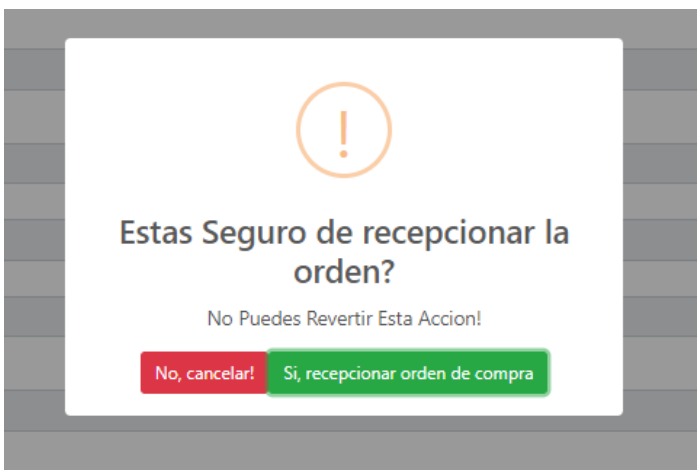 !
Estas Seguro de recepcionar la
orden?
No Puedes Revertir Esta Accion!
No, cancelar!
Si, recepcionar orden de compra